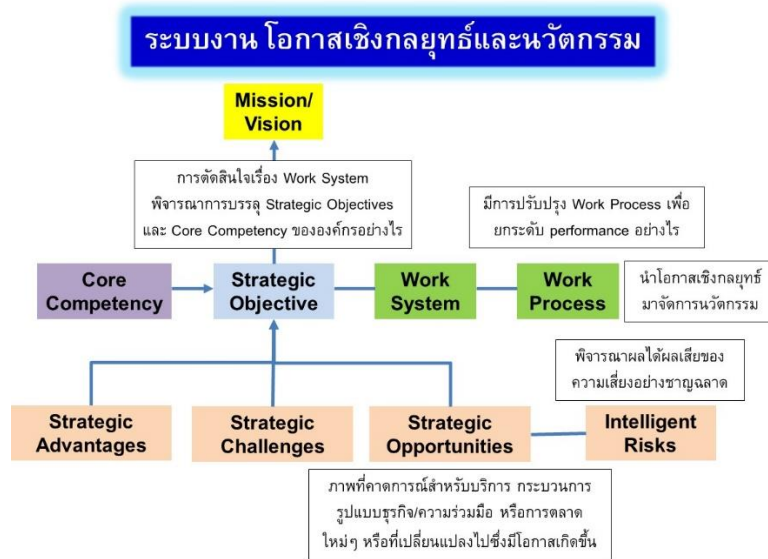 ระบบงาน โอกาสเชิงกลยุทธ์และนวัตกรรม
Mission/
Vision
การตัดสินใจเรื่อง Work System
พิจารณาการบรรลุ Strategic Objectives
และ Core Competency ขององค์กรอย่างไร
มีการปรับปรุง Work Process เพื่อ
ยกระดับ performance อย่างไร
Core
Competency
Strategic
Objective
Work
System
Work
Process
นำโอกาสเชิงกลยุทธ์
มาจัดการนวัตกรรม
พิจารณาผลได้ผลเสียของ
ความเสี่ยงอย่างชาญฉลาด
Strategic
Advantages
Strategic
Challenges
Strategic
Opportunities
Intelligent
Risks
ภาพที่คาดการณ์สำหรับบริการ กระบวนการ
รูปแบบธุรกิจ/ความร่วมมือ หรือการตลาด
ใหม่ๆ หรือที่เปลี่ยนแปลงไปซึ่งมีโอกาสเกิดขึ้น